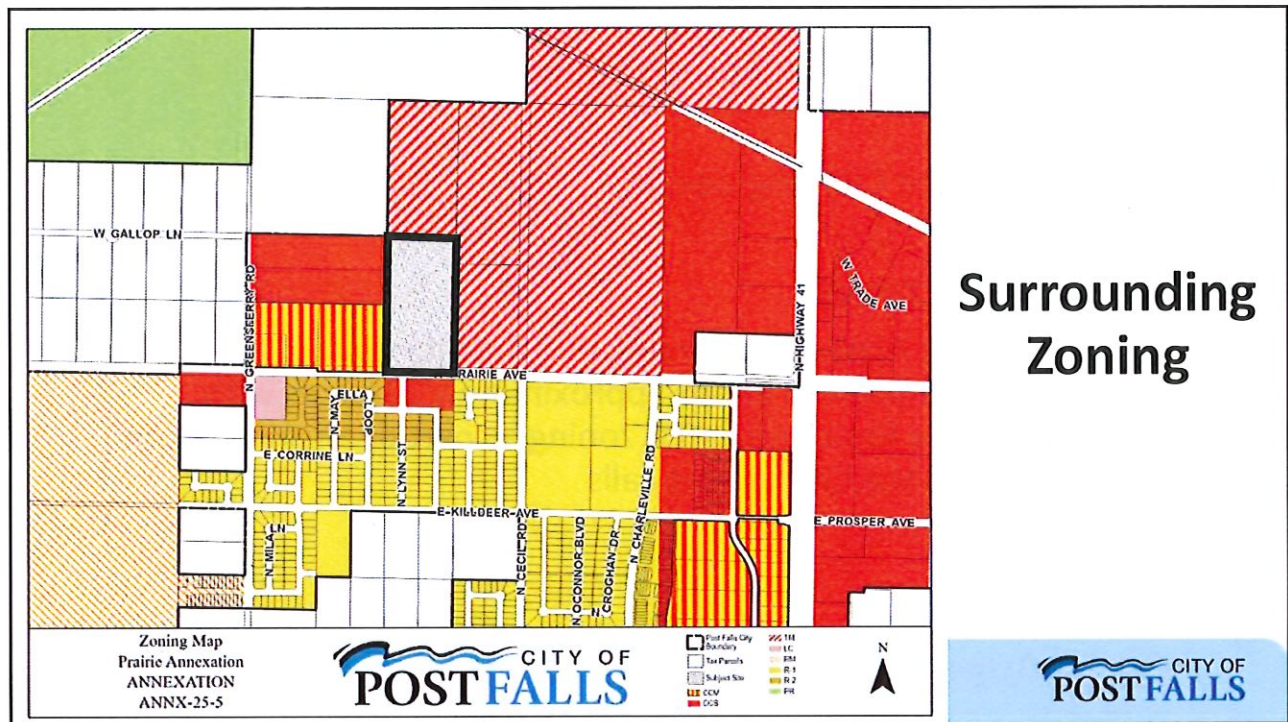 W GALLOP LN
N GREENSFERRY RD
W TRADE AVE
N HIGHWAY 41
RAIRIE AVE
N MAY
ELLA LOOP
E CORRINE LN
N LYNN ST
N CHARLEVILLE RD
E KILLDEER AVE
E PROSPER AVE
N MILA LN
N CECIL RD
N OCONNOR BLVD
N CROGHAN DR
N
Surrounding
Zoning
Zoning Map
Prairie Annexation
ANNEXATION
ANNX-25-5
CITY OF
POST FALLS
Post Falls City
Boundary
Tax Parcels
Subject Site
CCM
CCS
TM
LC
RM
R-1
R-2
PR
N
CITY OF
POST FALLS